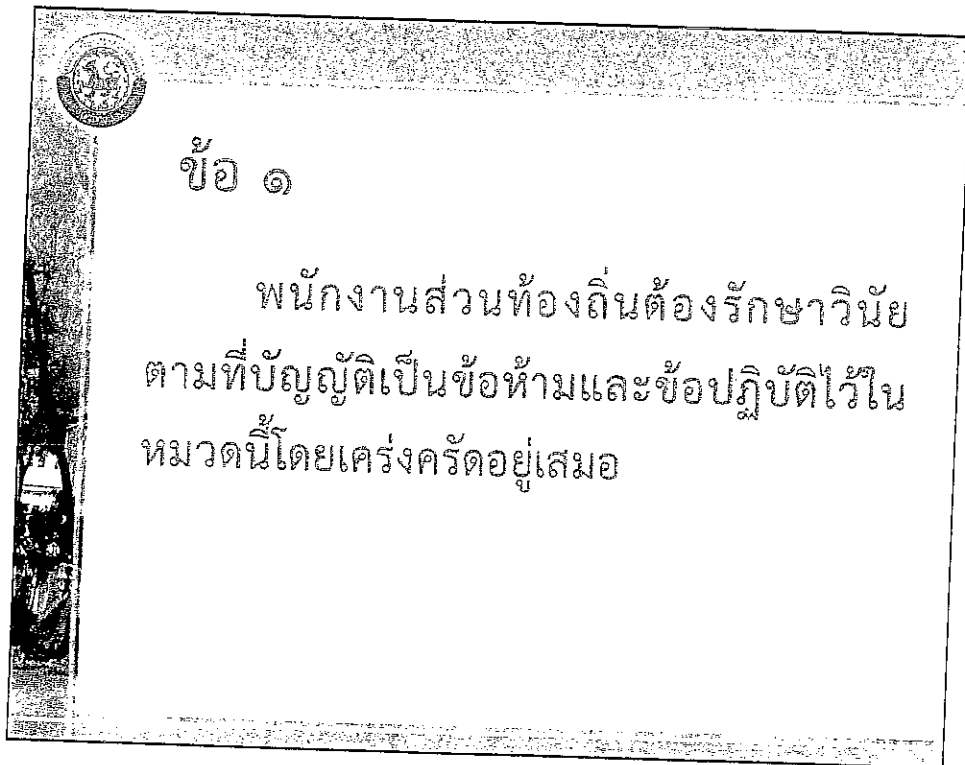 ข้อ ๑
พนักงานส่วนท้องถิ่นต้องรักษาวินัย
ตามที่บัญญัติเป็นข้อห้ามและข้อปฏิบัติไว้ใน
หมวดนี้โดยเคร่งครัดอยู่เสมอ